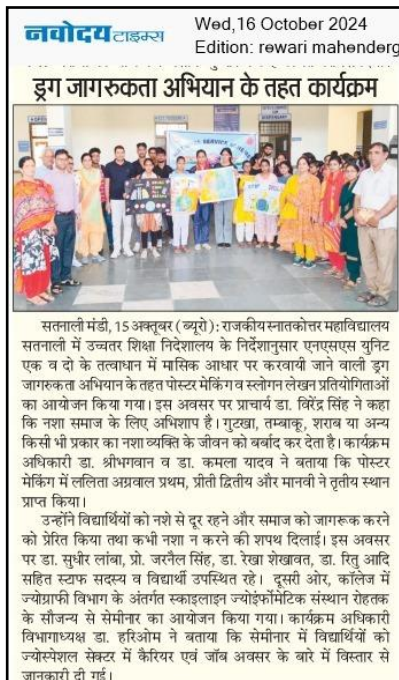 नवोदय टाइम्स
Wed,16 October 2024
Edition: rewari mahenderg
ड्रग जागरुकता अभियान के तहत कार्यक्रम
सतनाली मंडी, 15 अक्तूबर (ब्यूरो): राजकीय स्नातकोत्तर महाविद्यालय
सतनाली में उच्चतर शिक्षा निदेशालय के निर्देशानुसार एनएसएस यूनिट
एक व दो के तत्वाधान में मासिक आधार पर करवायी जाने वाली ड्रग
जागरुकता अभियान के तहत पोस्टर मेकिंग व स्लोगन लेखन प्रतियोगिताओं
का आयोजन किया गया। इस अवसर पर प्राचार्य डा. विरेंद्र सिंह ने कहा
कि नशा समाज के लिए अभिशाप है। गुटखा, तम्बाकू, शराब या अन्य
किसी भी प्रकार का नशा व्यक्ति के जीवन को बर्बाद कर देता है। कार्यक्रम
अधिकारी डा. श्रीभगवान व डा. कमला यादव ने बताया कि पोस्टर
मेकिंग में ललिता अग्रवाल प्रथम, प्रीती द्वितीय और मानवी ने तृतीय स्थान
प्राप्त किया।
उन्होंने विद्यार्थियों को नशे से दूर रहने और समाज को जागरूक करने
को प्रेरित किया तथा कभी नशा न करने की शपथ दिलाई। इस अवसर
पर डा. सुधीर लांबा, प्रो. जरनैल सिंह, डा. रेखा शेखावत, डा. रितु आदि
सहित स्टाफ सदस्य व विद्यार्थी उपस्थित रहे। दूसरी ओर, कॉलेज में
ज्योग्राफी विभाग के अंतर्गत स्काइलाइन ज्योइंर्फोमेटिक संस्थान रोहतक
के सौजन्य से सेमीनार का आयोजन किया गया। कार्यक्रम अधिकारी
विभागाध्यक्ष डा. हरिओम ने बताया कि सेमीनार में विद्यार्थियों को
ज्योस्पेशल सेक्टर में कैरियर एवं जॉब अवसर के बारे में विस्तार से
जानकारी दी गई।